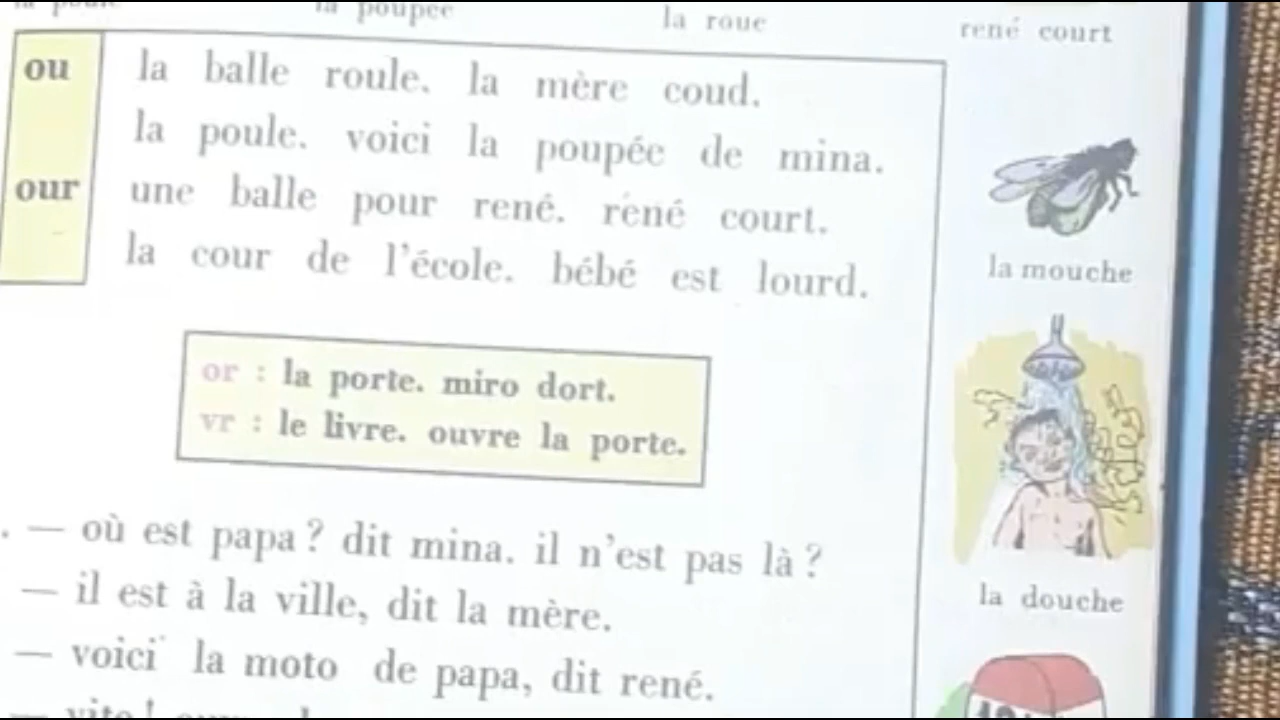 la poule la poupée la roue rené court
ou la balle roule. la mère coud.
la poule. voici la poupée de mina.
our une balle pour rené. rené court.
la cour de l'école. bébé est lourd.
or : la porte. miro dort.
vr : le livre. ouvre la porte.
. — où est papa ? dit mina. il n'est pas là ?
— il est à la ville, dit la mère.
— voici la moto de papa, dit rené.
— vite !
la mouche
la douche